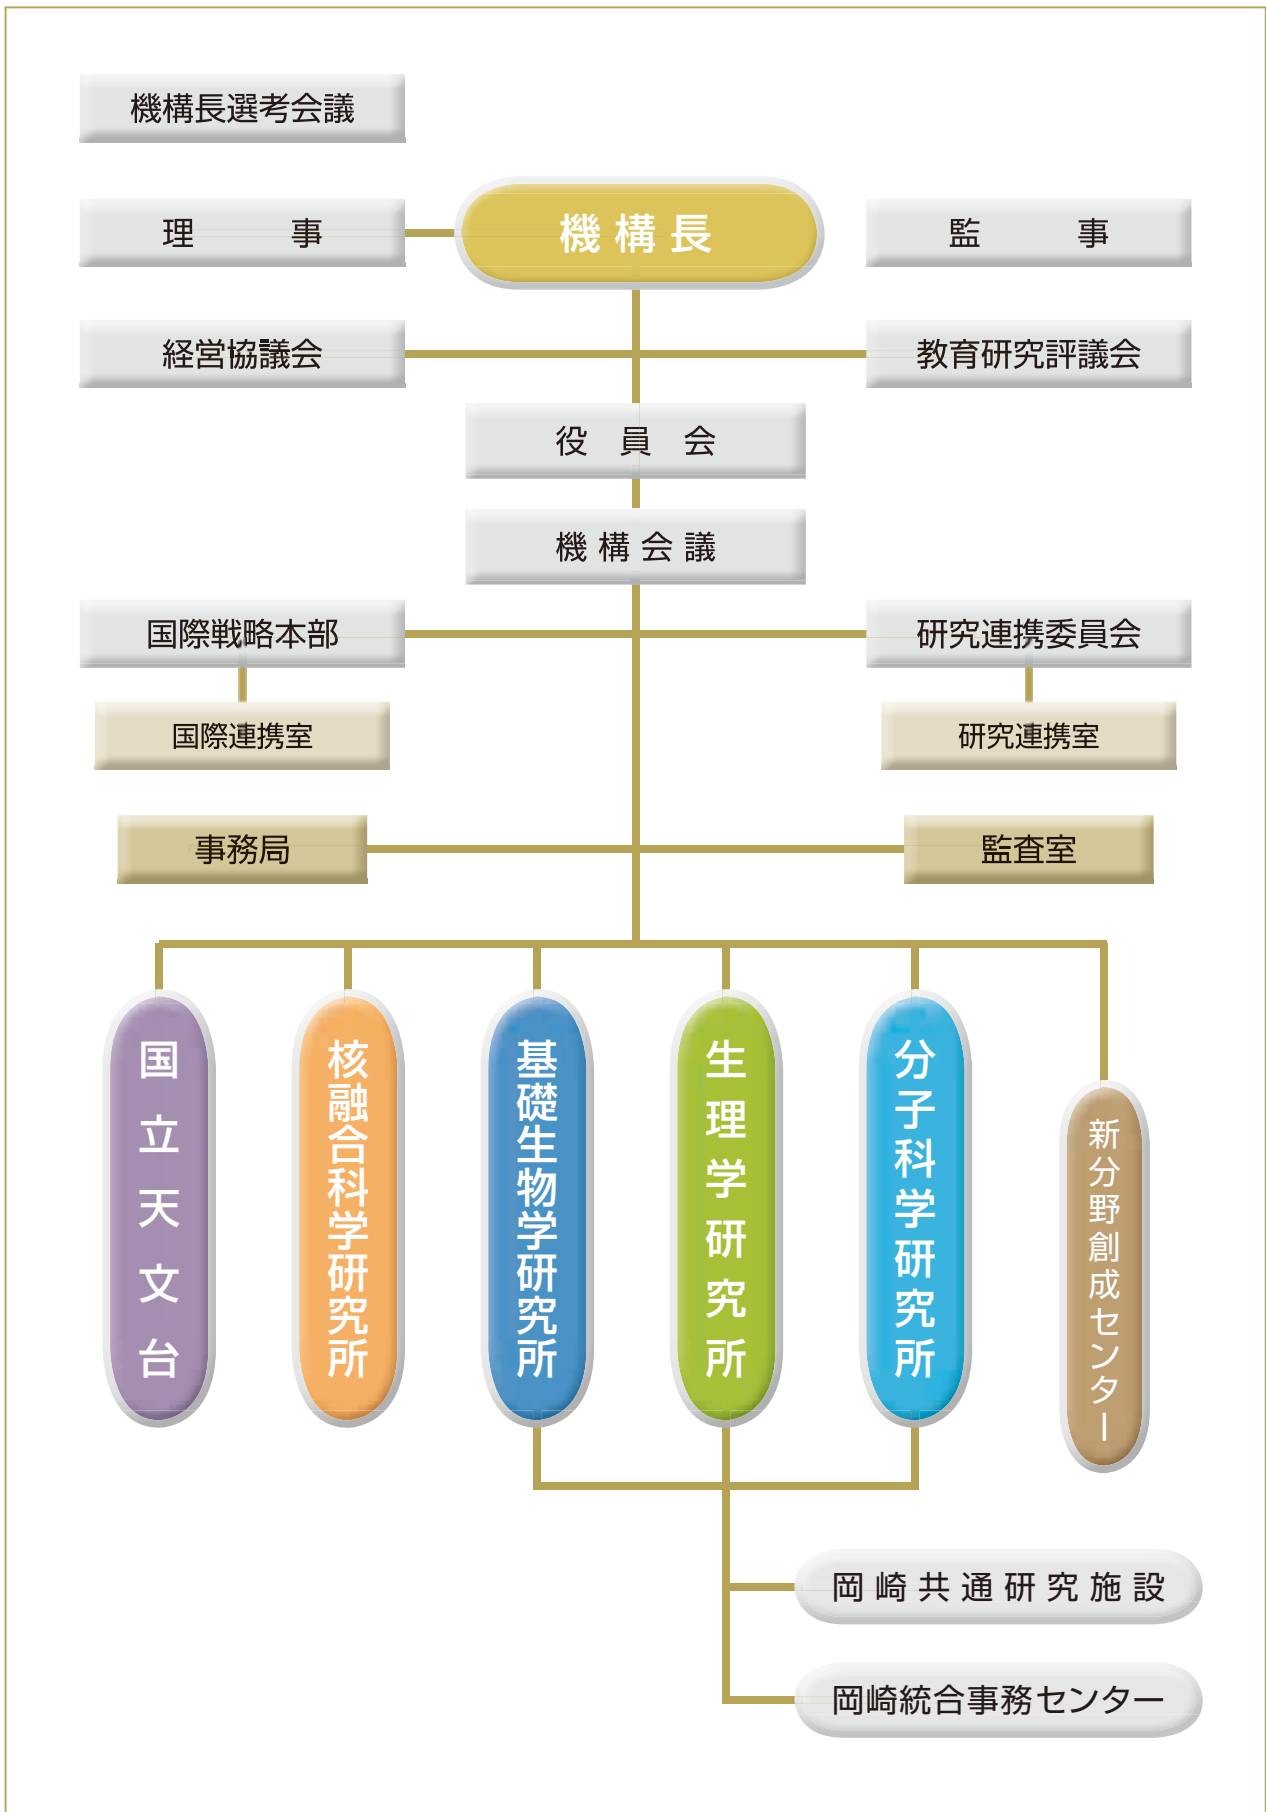 機構長選考会議
理　事
機構長
監　事
経営協議会
教育研究評議会
役員会
機構会議
国際戦略本部
研究連携委員会
国際連携室
研究連携室
事務局
監査室
国立天文台
核融合科学研究所
基礎生物学研究所
生理学研究所
分子科学研究所
新分野創成センター
岡崎共通研究施設
岡崎統合事務センター